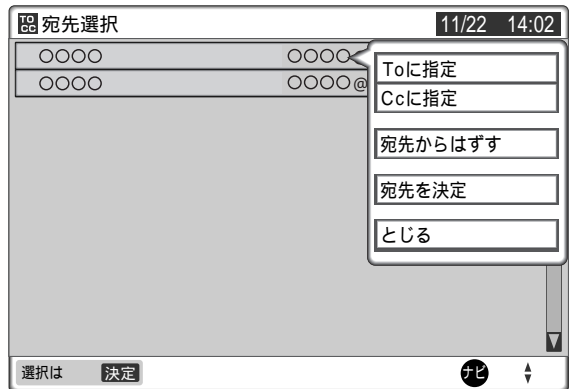 TO CC 宛先選択 11/22 14:02
○○○○ ○○○○
○○○○ ○○○○@
Toに指定
Ccに指定
宛先からはずす
宛先を決定
とじる
選択は 決定 ナビ